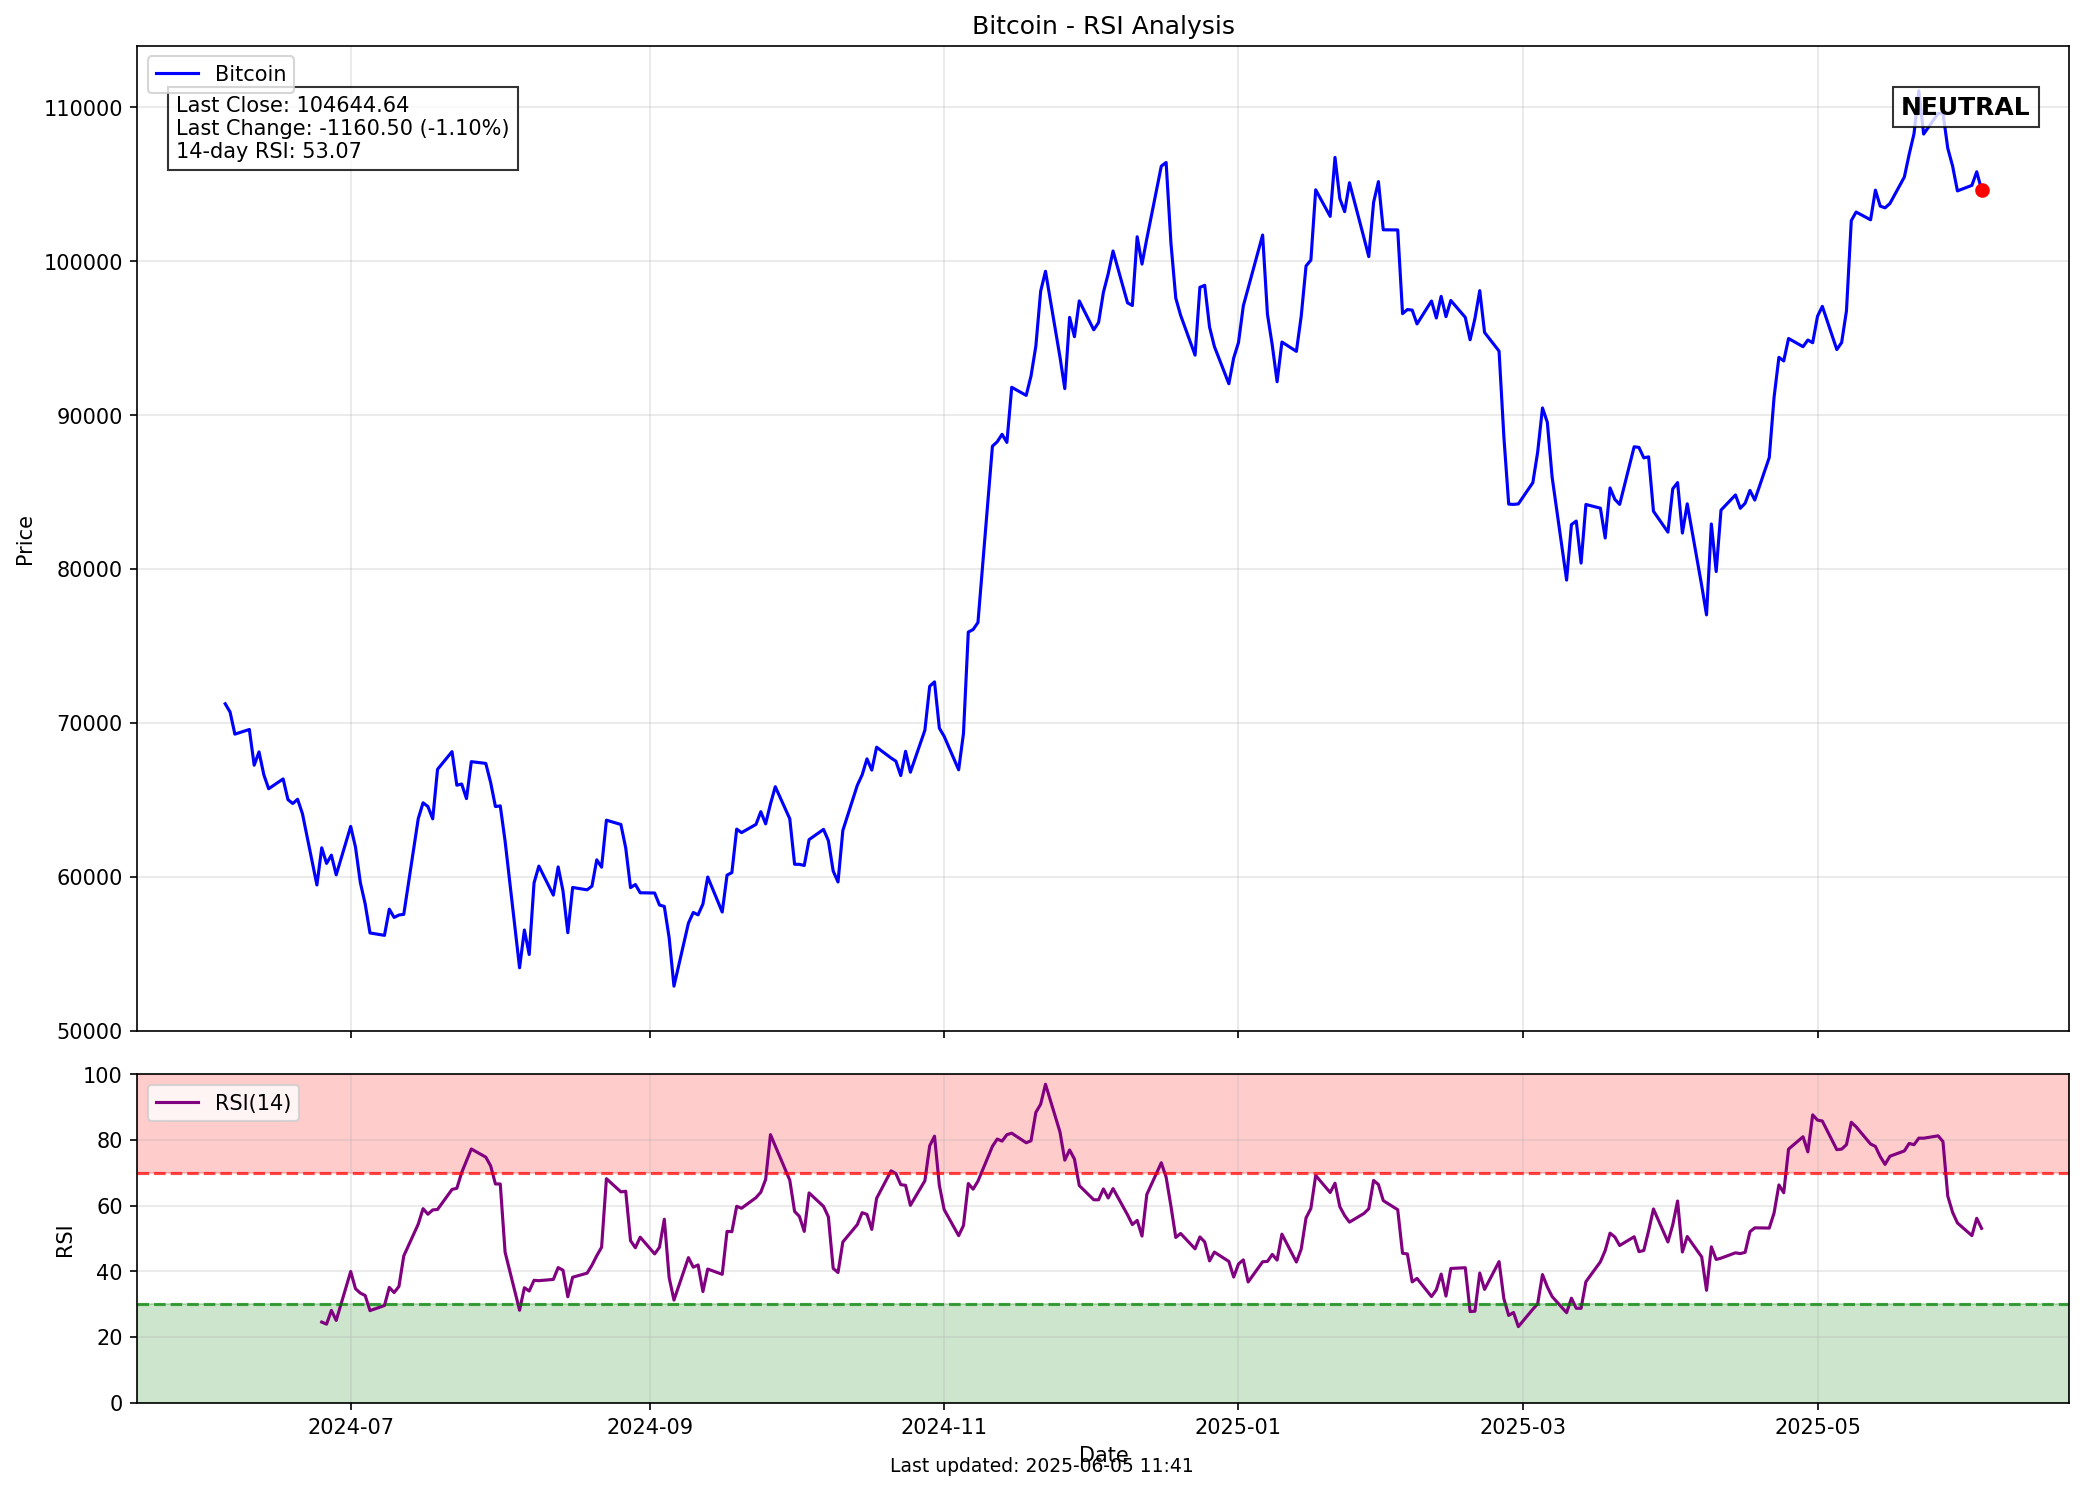 Bitcoin - RSI Analysis
Bitcoin
Last Close: 104644.64
Last Change: -1160.50 (-1.10%)
14-day RSI: 53.07
NEUTRAL
110000
100000
90000
80000
70000
60000
50000
Price
100
80
60
40
20
0
RSI
RSI(14)
2024-07
2024-09
2024-11
2025-01
2025-03
2025-05
Date
Last updated: 2025-06-05 11:41